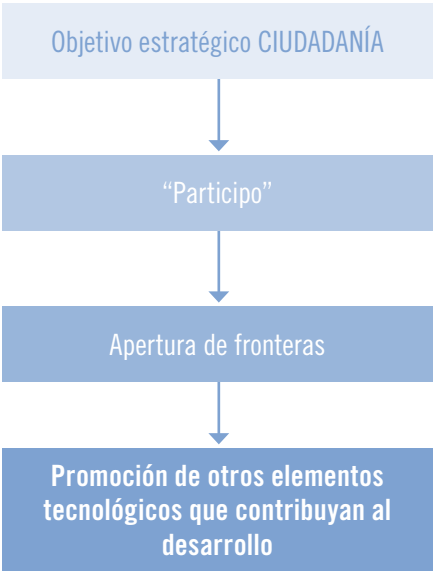 Objetivo estratégico CIUDADANÍA
“Participo”
Apertura de fronteras
Promoción de otros elementos
tecnológicos que contribuyan al
desarrollo